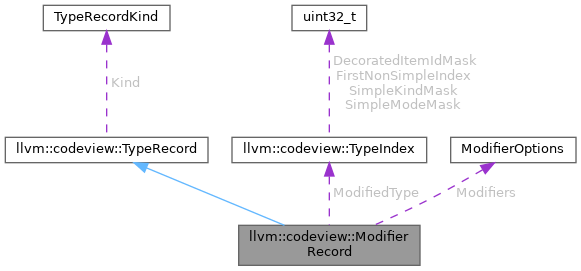 TypeRecordKind
uint32_t
DecoratedItemIdMask
FirstNonSimpleIndex
SimpleKindMask
SimpleModeMask
Kind
llvm::codeview::TypeRecord
llvm::codeview::TypeIndex
ModifierOptions
ModifiedType
Modifiers
llvm::codeview::Modifier
Record